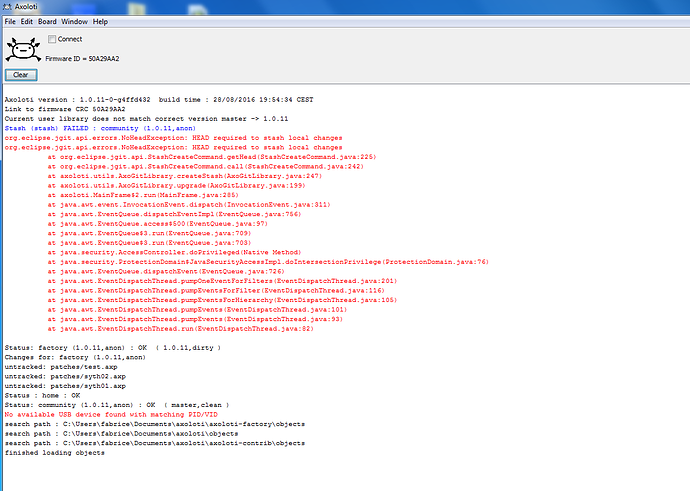 Axoloti
File Edit Board Window Help
Connect
Firmware ID = 50A29AA2
Clear
Axoloti version : 1.0.11-0-g4ffd432 build time : 28/08/2016 19:54:34 CEST
Link to firmware CRC 50A29AA2
Current user library does not match correct version master -> 1.0.11
Stash (stash) FAILED : community (1.0.11,anon)
org.eclipse.jgit.api.errors.NoHeadException: HEAD required to stash local changes
org.eclipse.jgit.api.errors.NoHeadException: HEAD required to stash local changes
at org.eclipse.jgit.api.StashCreateCommand.getHead(StashCreateCommand.java:225)
at org.eclipse.jgit.api.StashCreateCommand.call(StashCreateCommand.java:242)
at axoloti.utils.AxoGitLibrary.createStash(AxoGitLibrary.java:247)
at axoloti.utils.AxoGitLibrary.upgrade(AxoGitLibrary.java:199)
at axoloti.MainFrame$2.run(MainFrame.java:285)
at java.awt.event.InvocationEvent.dispatch(InvocationEvent.java:311)
at java.awt.EventQueue.dispatchEventImpl(EventQueue.java:756)
at java.awt.EventQueue.access$500(EventQueue.java:97)
at java.awt.EventQueue$3.run(EventQueue.java:709)
at java.awt.EventQueue$3.run(EventQueue.java:703)
at java.security.AccessController.doPrivileged(Native Method)
at java.security.ProtectionDomain$JavaSecurityAccessImpl.doIntersectionPrivilege(ProtectionDomain.java:76)
at java.awt.EventQueue.dispatchEvent(EventQueue.java:726)
at java.awt.EventDispatchThread.pumpOneEventForFilters(EventDispatchThread.java:201)
at java.awt.EventDispatchThread.pumpEventsForFilter(EventDispatchThread.java:116)
at java.awt.EventDispatchThread.pumpEventsForHierarchy(EventDispatchThread.java:105)
at java.awt.EventDispatchThread.pumpEvents(EventDispatchThread.java:101)
at java.awt.EventDispatchThread.pumpEvents(EventDispatchThread.java:93)
at java.awt.EventDispatchThread.run(EventDispatchThread.java:82)
Status: factory (1.0.11,anon) : OK ( 1.0.11,dirty )
Changes for: factory (1.0.11,anon)
untracked: patches/test.axp
untracked: patches/syth02.axp
untracked: patches/syth01.axp
Status : home : OK
Status: community (1.0.11,anon) : OK ( master,clean )
No available USB device found with matching PID/VID
search path : C:\Users\fabrice\Documents\axoloti\axoloti-factory\objects
search path : C:\Users\fabrice\Documents\axoloti\objects
search path : C:\Users\fabrice\Documents\axoloti\axoloti-contrib\objects
finished loading objects